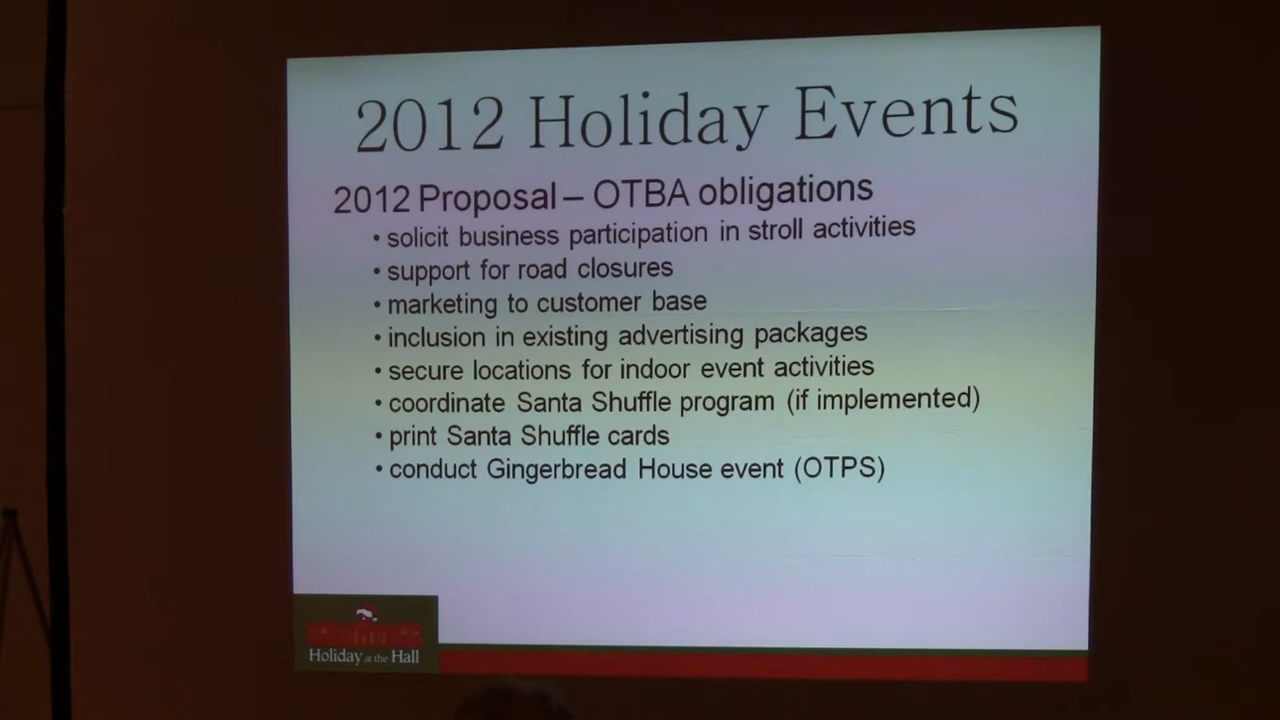 2012 Holiday Events
2012 Proposal – OTBA obligations
• solicit business participation in stroll activities
• support for road closures
• marketing to customer base
• inclusion in existing advertising packages
• secure locations for indoor event activities
• coordinate Santa Shuffle program (if implemented)
• print Santa Shuffle cards
• conduct Gingerbread House event (OTPS)
Holiday at the Hall